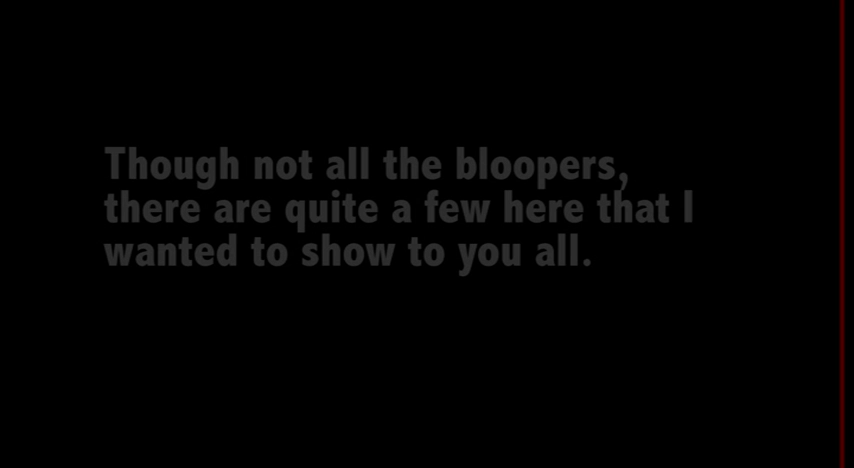 Though not all the bloopers,
there are quite a few here that I
wanted to show to you all.